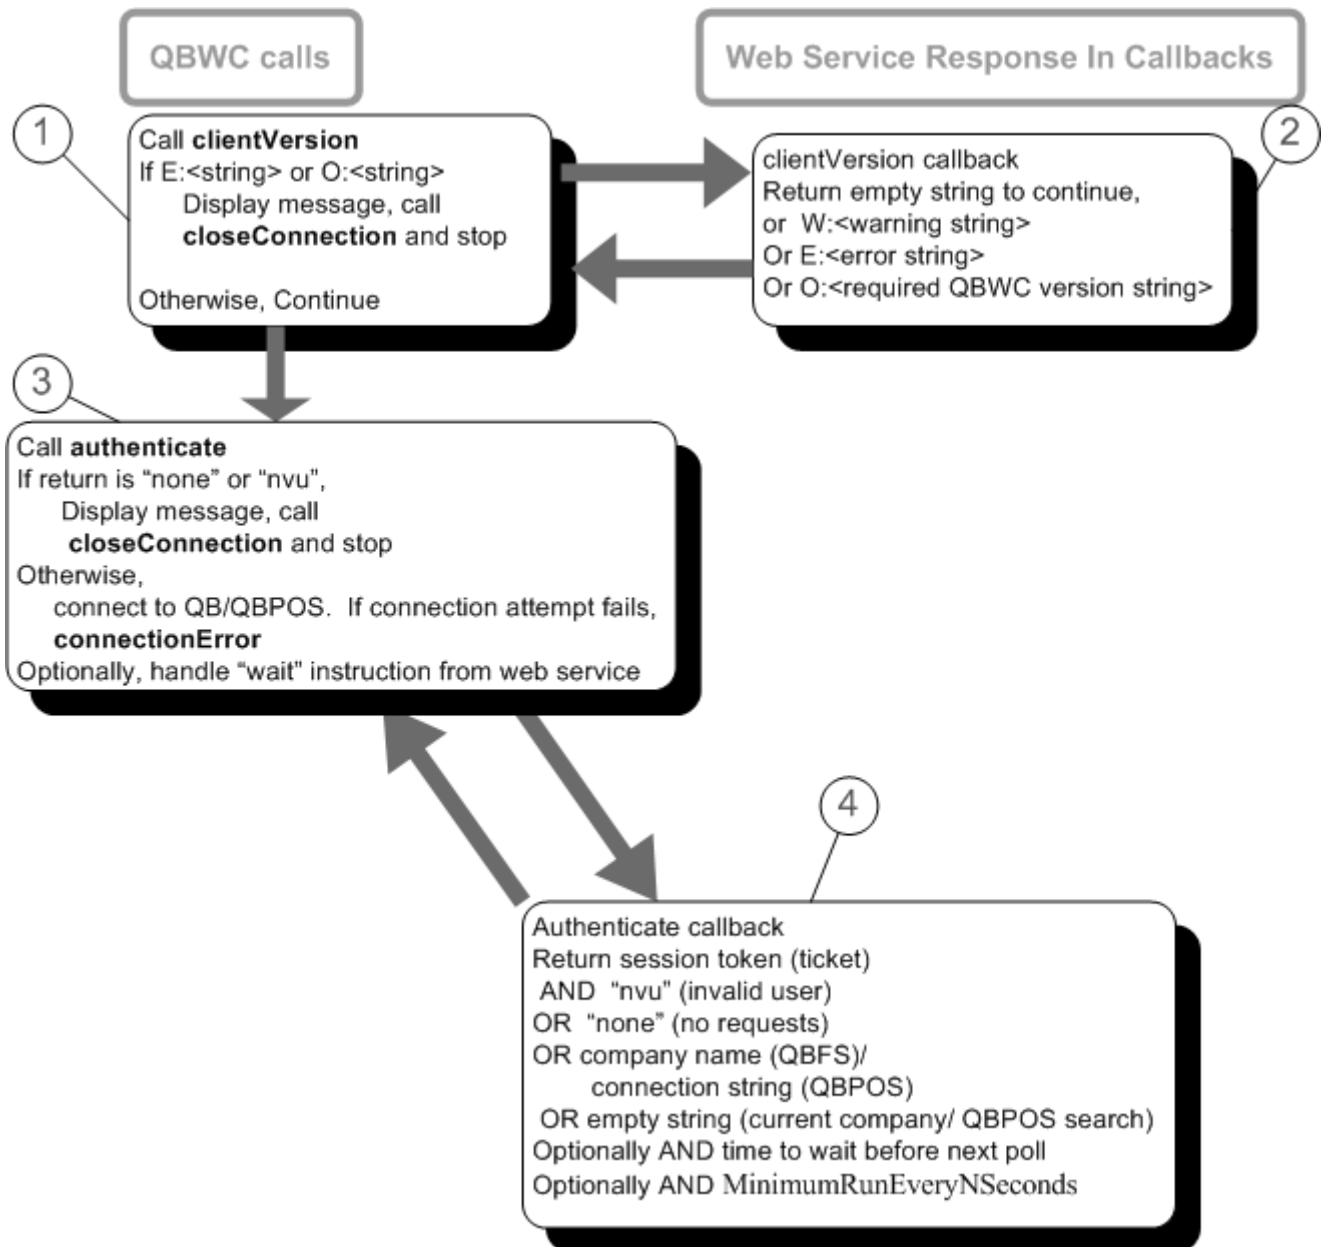 QBWC calls
Web Service Response In Callbacks
1
Call clientVersion
If E:<string> or O:<string>
Display message, call
closeConnection and stop
Otherwise, Continue
2
clientVersion callback
Return empty string to continue,
or W:<warning string>
Or E:<error string>
Or O:<required QBWC version string>
3
Call authenticate
If return is “none” or “nvu”,
Display message, call
closeConnection and stop
Otherwise,
connect to QB/QBPOS. If connection attempt fails,
connectionError
Optionally, handle “wait” instruction from web service
4
Authenticate callback
Return session token (ticket)
AND “nvu” (invalid user)
OR “none” (no requests)
OR company name (QBFS)/
connection string (QBPOS)
OR empty string (current company/ QBPOS search)
Optionally AND time to wait before next poll
Optionally AND MinimumRunEveryNSeconds